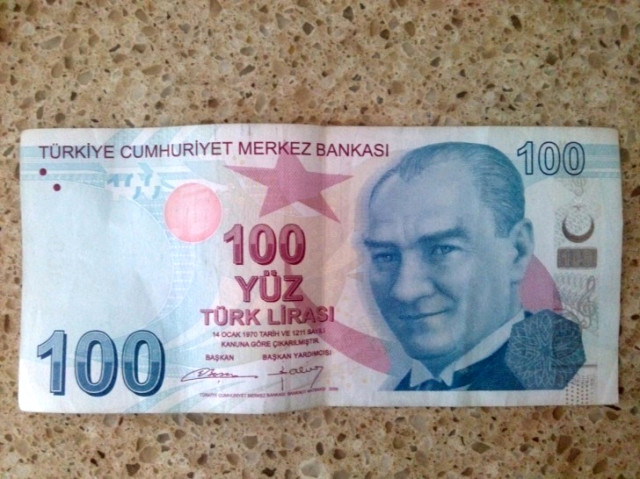 TÜRKİYE CUMHURİYET MERKEZ BANKASI
100
100
YÜZ
TÜRK LİRASI
14 OCAK 1970 TARİH VE 1211 SAYILI
KANUNA GÖRE ÇIKARILMIŞTIR.
BAŞKAN BAŞKAN YARDIMCISI
100